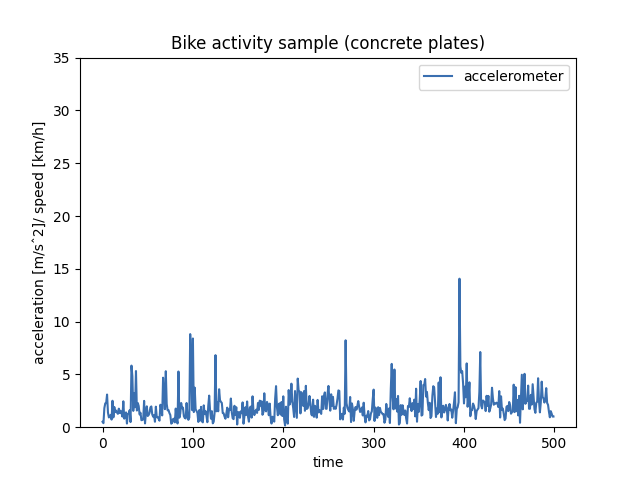 Bike activity sample (concrete plates)
accelerometer
35
30
25
20
15
10
5
0
acceleration [m/sˆ2]/ speed [km/h]
0 100 200 300 400 500
time